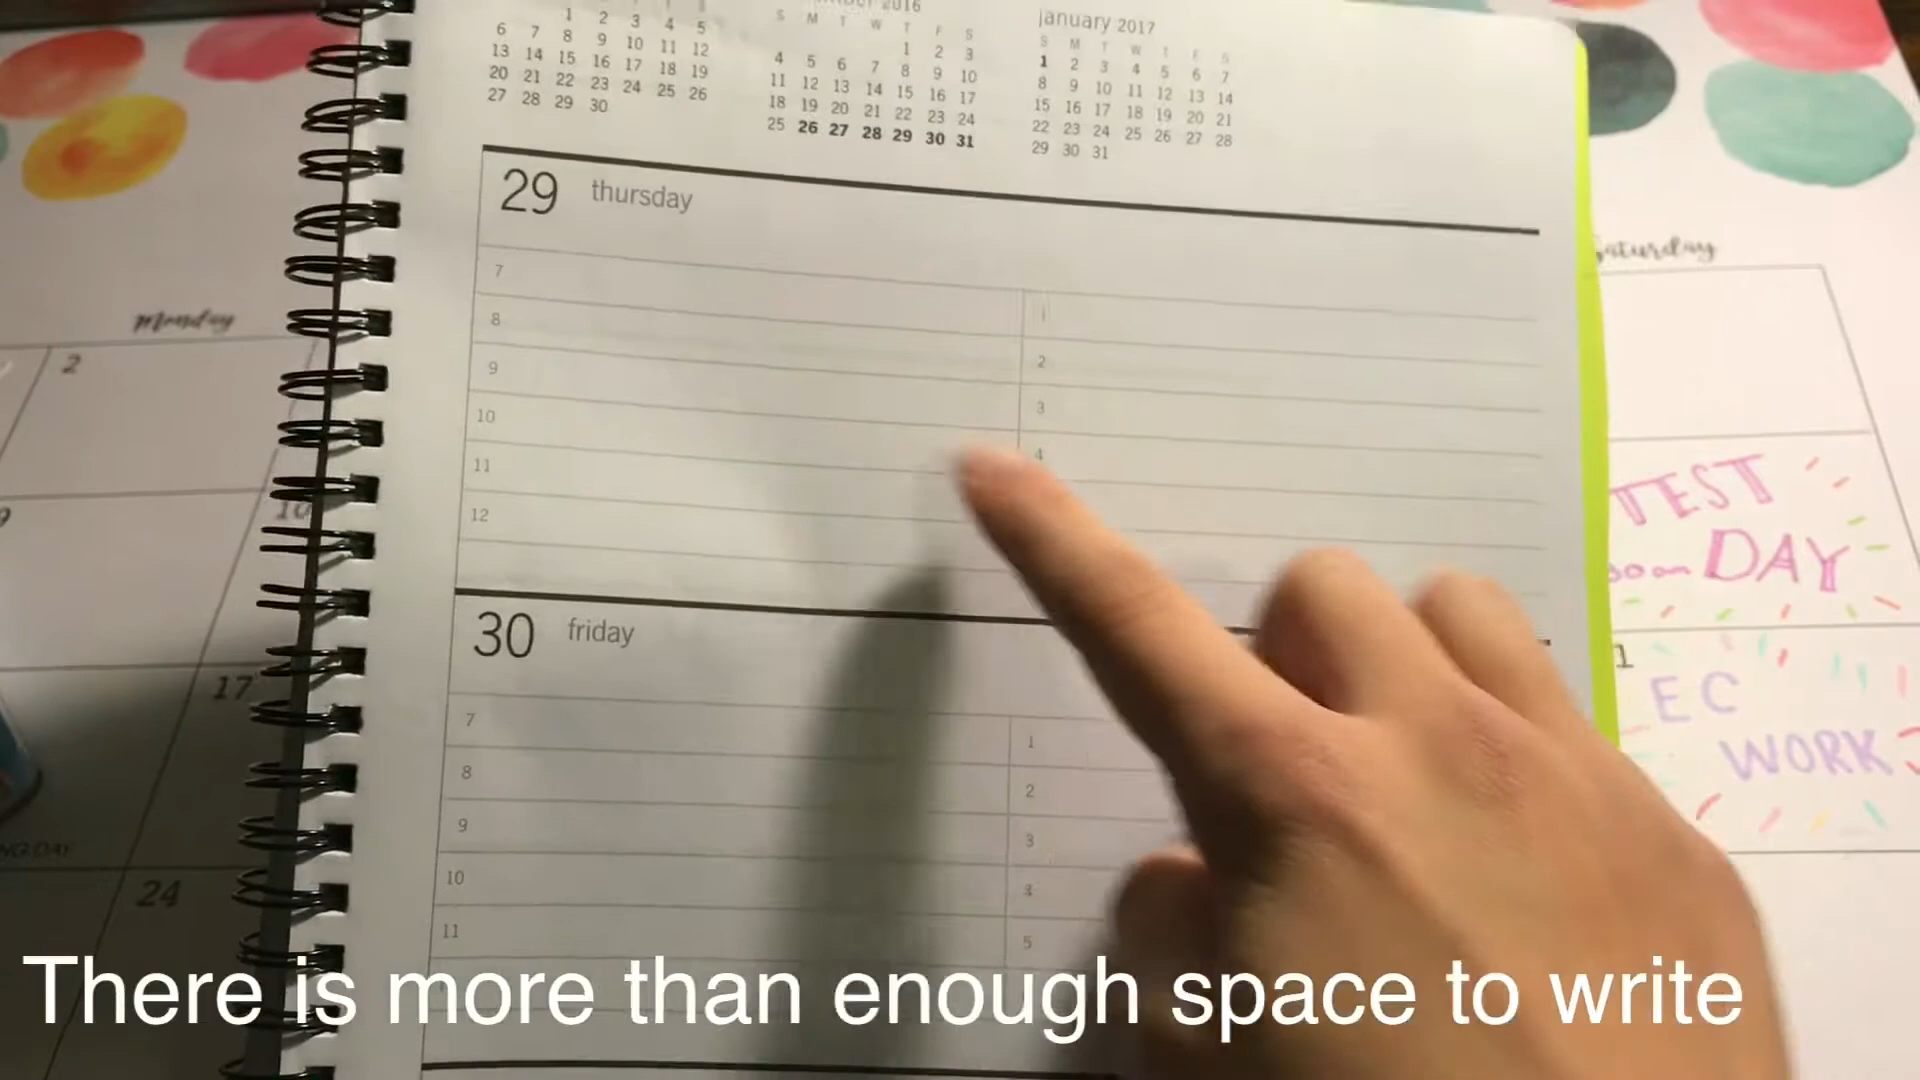 2016
january 2017
S M T W T F S
S M T W T F S
1 2 3 4 5
6 7 8 9 10 11 12
13 14 15 16 17 18 19
20 21 22 23 24 25 26
27 28 29 30
1 2 3
4 5 6 7 8 9 10
11 12 13 14 15 16 17
18 19 20 21 22 23 24
25 26 27 28 29 30 31
1 2 3 4 5 6 7
8 9 10 11 12 13 14
15 16 17 18 19 20 21
22 23 24 25 26 27 28
29 30 31
29 thursday
7
8
9
10
11
12
1
2
3
4
30 friday
7
8
9
10
11
1
2
3
4
5
Monday
2
9
10
17
24
Saturday
TEST
DAY
WORK
There is more than enough space to write